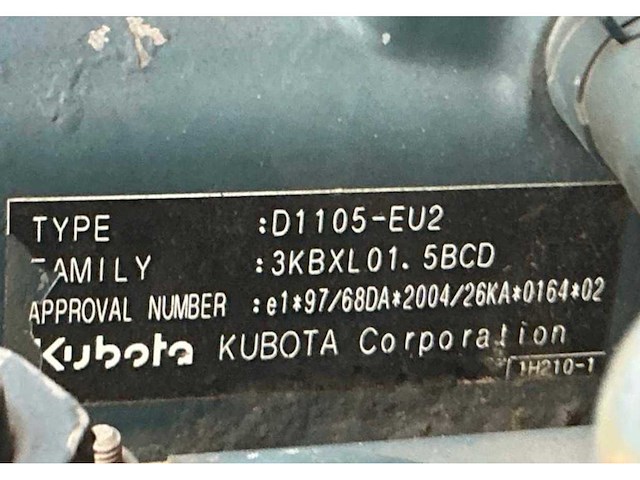 TYPE :D1105-EU2
FAMILY :3KBXL01.5BCD
APPROVAL NUMBER :e1*97/68DA*2004/26KA*0164*02
Kubota KUBOTA Corporation
1H210-1